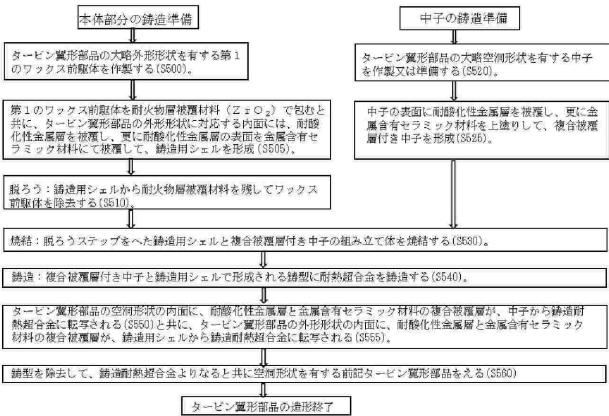 本体部分の鋳造準備
中子の鋳造準備
タービン翼形部品の大略外形形状を有する第1
のワックス前駆体を作製する(S500)。
タービン翼形部品の大略空洞形状を有する中子
を作製又は準備する(S520)。
第1のワックス前駆体を耐火物層被覆材料(ZrO₂)で包むと
共に、タービン翼形部品の外形形状に対応する内面には、耐酸
化性金属層を被覆し、更に耐酸化性金属層の表面を金属含有セ
ラミック材料にて被覆して、鋳造用シェルを形成(S505)。
中子の表面に耐酸化性金属層を被覆し、更に金
属含有セラミック材料を上塗りして、複合被覆
層付き中子を形成(S525)。
脱ろう:鋳造用シェルから耐火物層被覆材料を残してワックス
前駆体を除去する(S510)。
焼結:脱ろうステップをへた鋳造用シェルと複合被覆層付き中子の組み立て体を焼結する(S530)。
鋳造:複合被覆層付き中子と鋳造用シェルで形成される鋳型に耐熱超合金を鋳造する(S540)。
タービン翼形部品の空洞形状の内面に、耐酸化性金属層と金属含有セラミック材料の複合被覆層が、中子から鋳造耐
熱超合金に転写される(S550)と共に、タービン翼形部品の外形形状の内面に、耐酸化性金属層と金属含有セラミック
材料の複合被覆層が、鋳造用シェルから鋳造耐熱超合金に転写される(S555)。
鋳型を除去して、鋳造耐熱超合金よりなると共に空洞形状を有する前記タービン翼形部品をえる(S560)
タービン翼形部品の造形終了